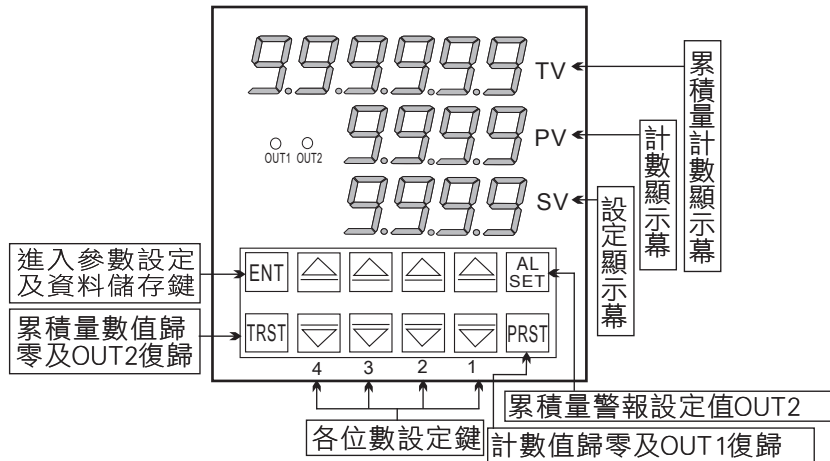 9.9.9.9.9.9
TV
累積量計數顯示幕
9.9.9.9
PV
計數顯示幕
OUT1 OUT2
9.9.9.9
SV
設定顯示幕
進入參數設定
及資料儲存鍵
ENT
AL
SET
累積量數值歸
零及OUT2復歸
TRST
PRST
4 3 2 1
累積量警報設定值OUT2
各位數設定鍵
計數值歸零及OUT1復歸